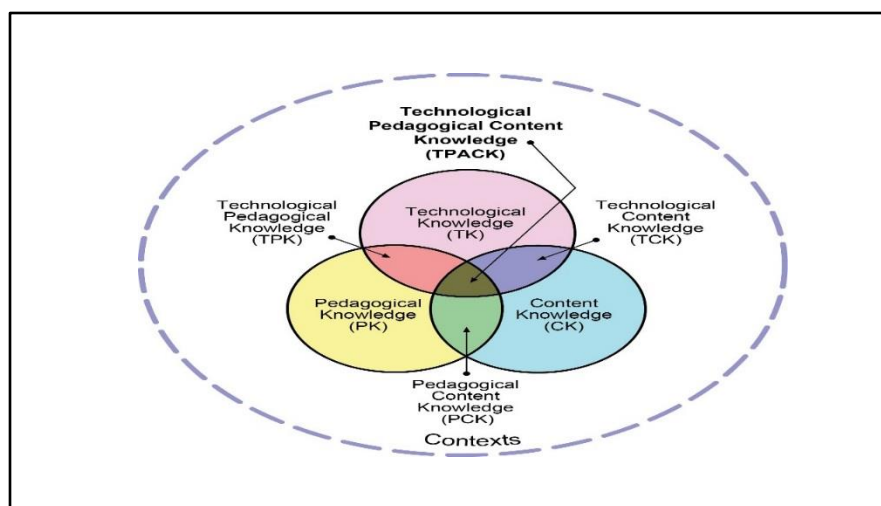 Technological
Pedagogical Content
Knowledge
(TPACK)
Technological
Pedagogical
Knowledge
(TPK)
Technological
Knowledge
(TK)
Technological
Content
Knowledge
(TCK)
Pedagogical
Knowledge
(PK)
Content
Knowledge
(CK)
Pedagogical
Content
Knowledge
(PCK)
Contexts